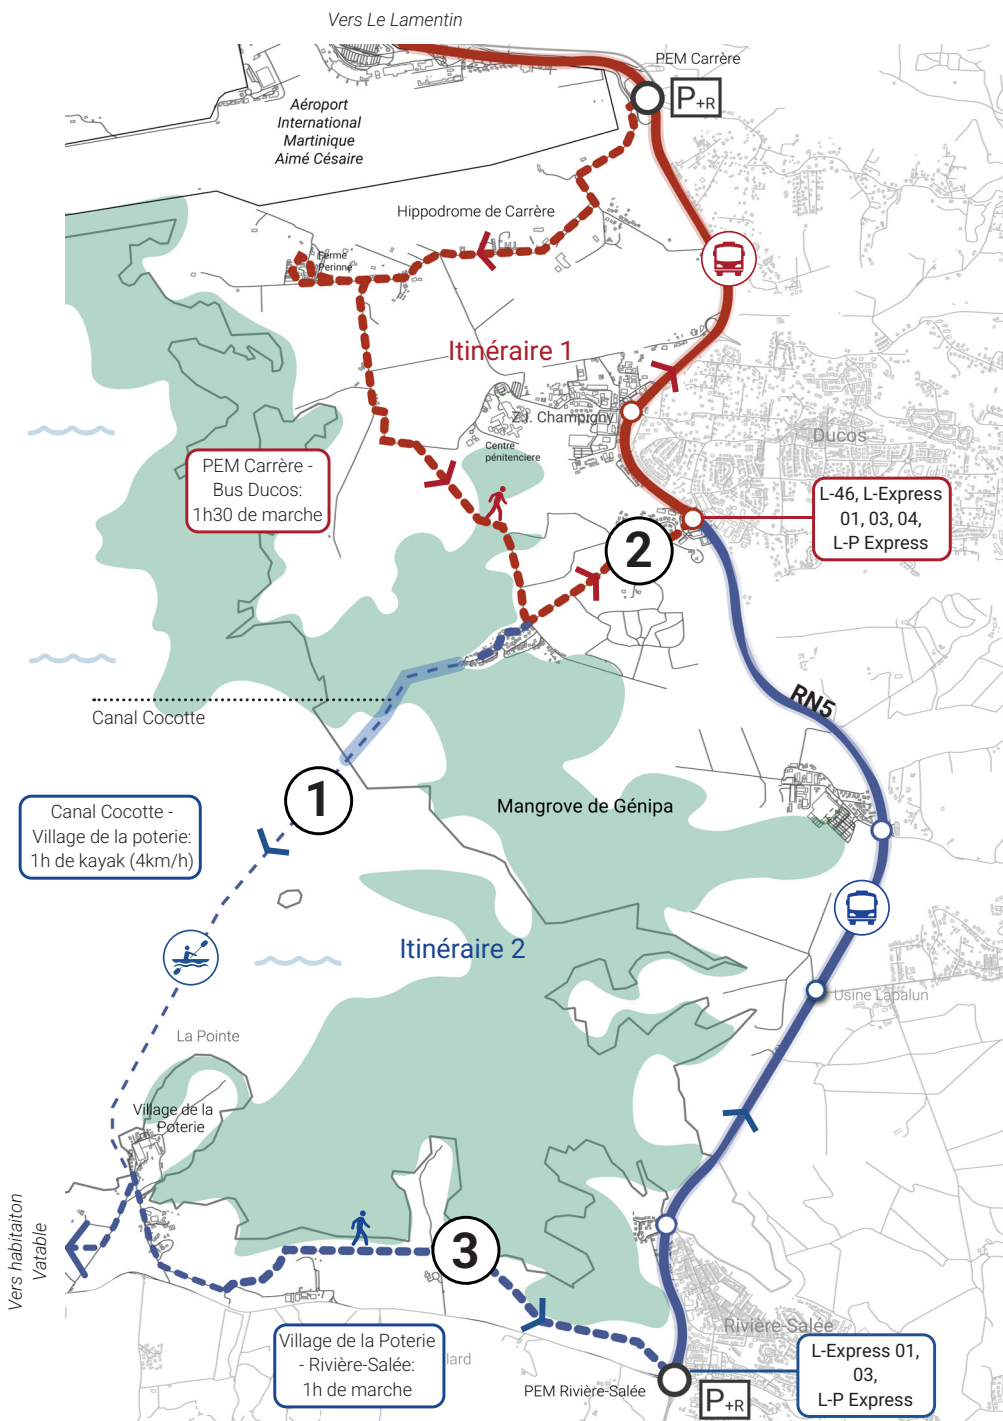 Vers Le Lamentin
PEM Carrère
P+R
Aéroport
International
Martinique
Aimé Césaire
Hippodrome de Carrère
Ferme
Perinne
Itinéraire 1
Z.I. Champigny
Ducos
Centre
pénitenciere
PEM Carrère -
Bus Ducos:
1h30 de marche
L-46, L-Express
01, 03, 04,
L-P Express
2
RN5
Canal Cocotte
1
Mangrove de Génipa
Canal Cocotte -
Village de la poterie:
1h de kayak (4km/h)
Itinéraire 2
Usine Lapalun
La Pointe
Village de la
Poterie
Vers habitaiton
Vatable
3
Rivière-Salée
Village de la Poterie
- Rivière-Salée:
1h de marche
lard
L-Express 01,
03,
L-P Express
PEM Rivière-Salée
P+R